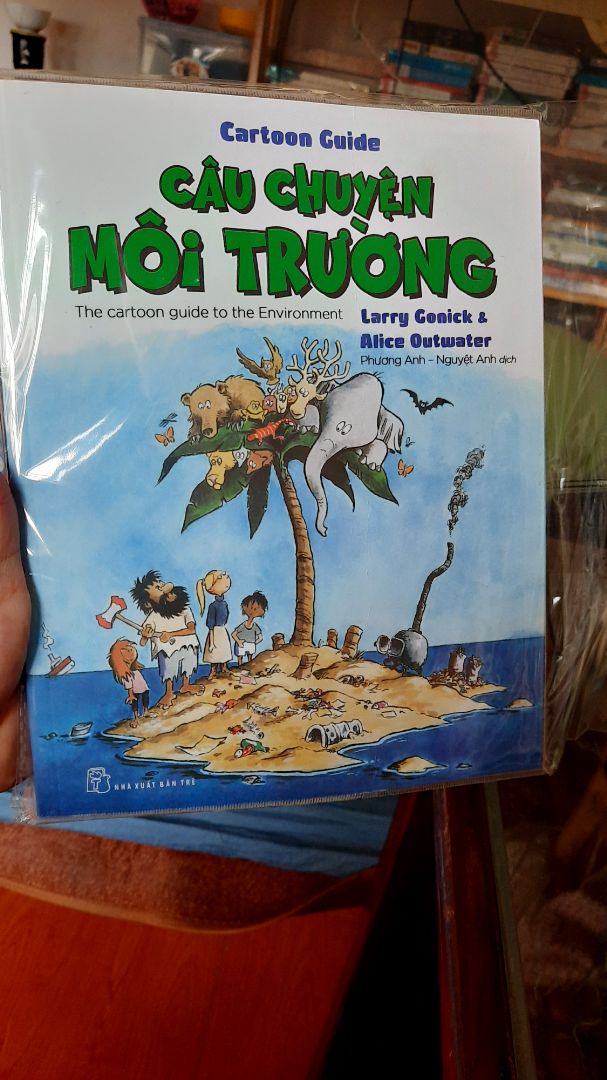 Cartoon Guide
CÂU CHUYỆN
MÔI TRƯỜNG
The cartoon guide to the Environment
Larry Gonick &
Alice Outwater
Phương Anh – Nguyệt Anh dịch
NHÀ XUẤT BẢN TRẺ